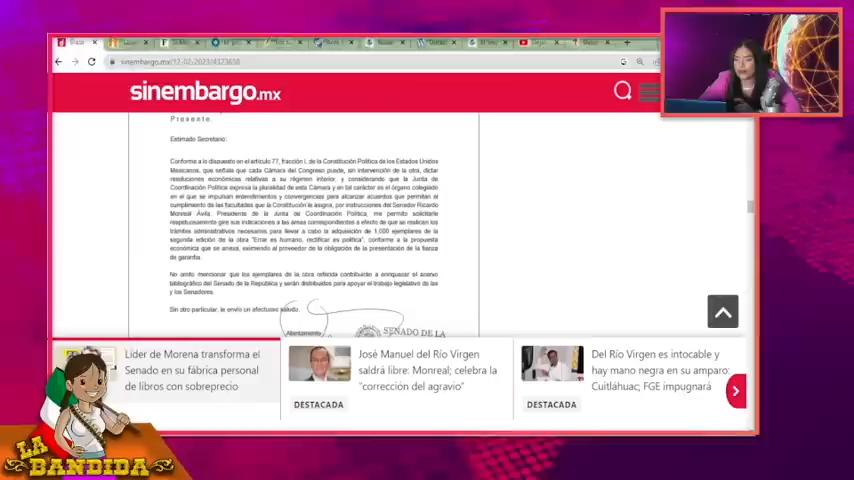 sinembargo.mx/12-02-2023/4323658
sinembargo.mx
Presente.
Estimado Secretario:
Conforme a lo dispuesto en el artículo 77, fracción I, de la Constitución Política de los Estados Unidos
Mexicanos, que señala que cada Cámara del Congreso puede, sin intervención de la otra, dictar
resoluciones económicas relativas a su régimen interior, y considerando que la Junta de
Coordinación Política expresa la pluralidad de esta Cámara y en tal carácter es el órgano colegiado
en el que se impulsan entendimientos y convergencias para alcanzar acuerdos que permitan el
cumplimiento de las facultades que la Constitución le asigna, por instrucciones del Senador Ricardo
Monreal Ávila, Presidente de la Junta de Coordinación Política, me permito solicitarle
respetuosamente gire sus indicaciones a las áreas correspondientes a efecto de que se realicen los
trámites administrativos necesarios para llevar a cabo la adquisición de 1,000 ejemplares de la
segunda edición de la obra "Errar es humano, rectificar es política", conforme a la propuesta
económica que se anexa, eximiendo al proveedor de la obligación de la presentación de la fianza
de garantía.
No omito mencionar que los ejemplares de la obra referida contribuirán a enriquecer el acervo
bibliográfico del Senado de la República y serán distribuidos para apoyar el trabajo legislativo de las
y los Senadores.
Sin otro particular, le envío un afectuoso saludo.
Atentamente
SENADO DE LA
Líder de Morena transforma el
Senado en su fábrica personal
de libros con sobreprecio
José Manuel del Río Virgen
saldrá libre: Monreal; celebra la
"corrección del agravio"
DESTACADA
Del Río Virgen es intocable y
hay mano negra en su amparo:
Cuitláhuac; FGE impugnará
DESTACADA
LA
BANDIDA